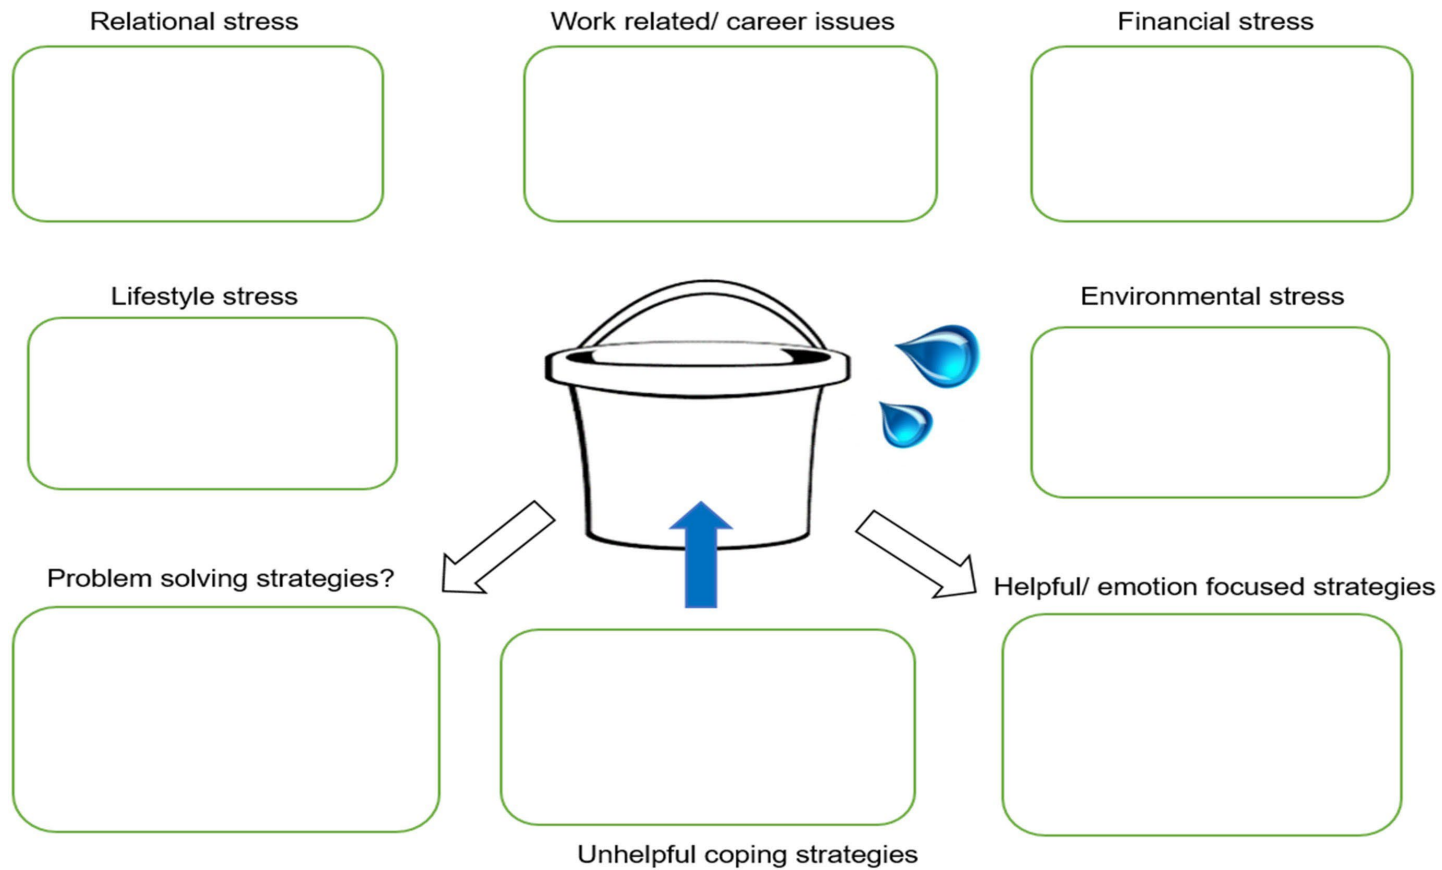 Relational stress
Work related/ career issues
Financial stress
Lifestyle stress
Environmental stress
Problem solving strategies?
Helpful/ emotion focused strategies
Unhelpful coping strategies